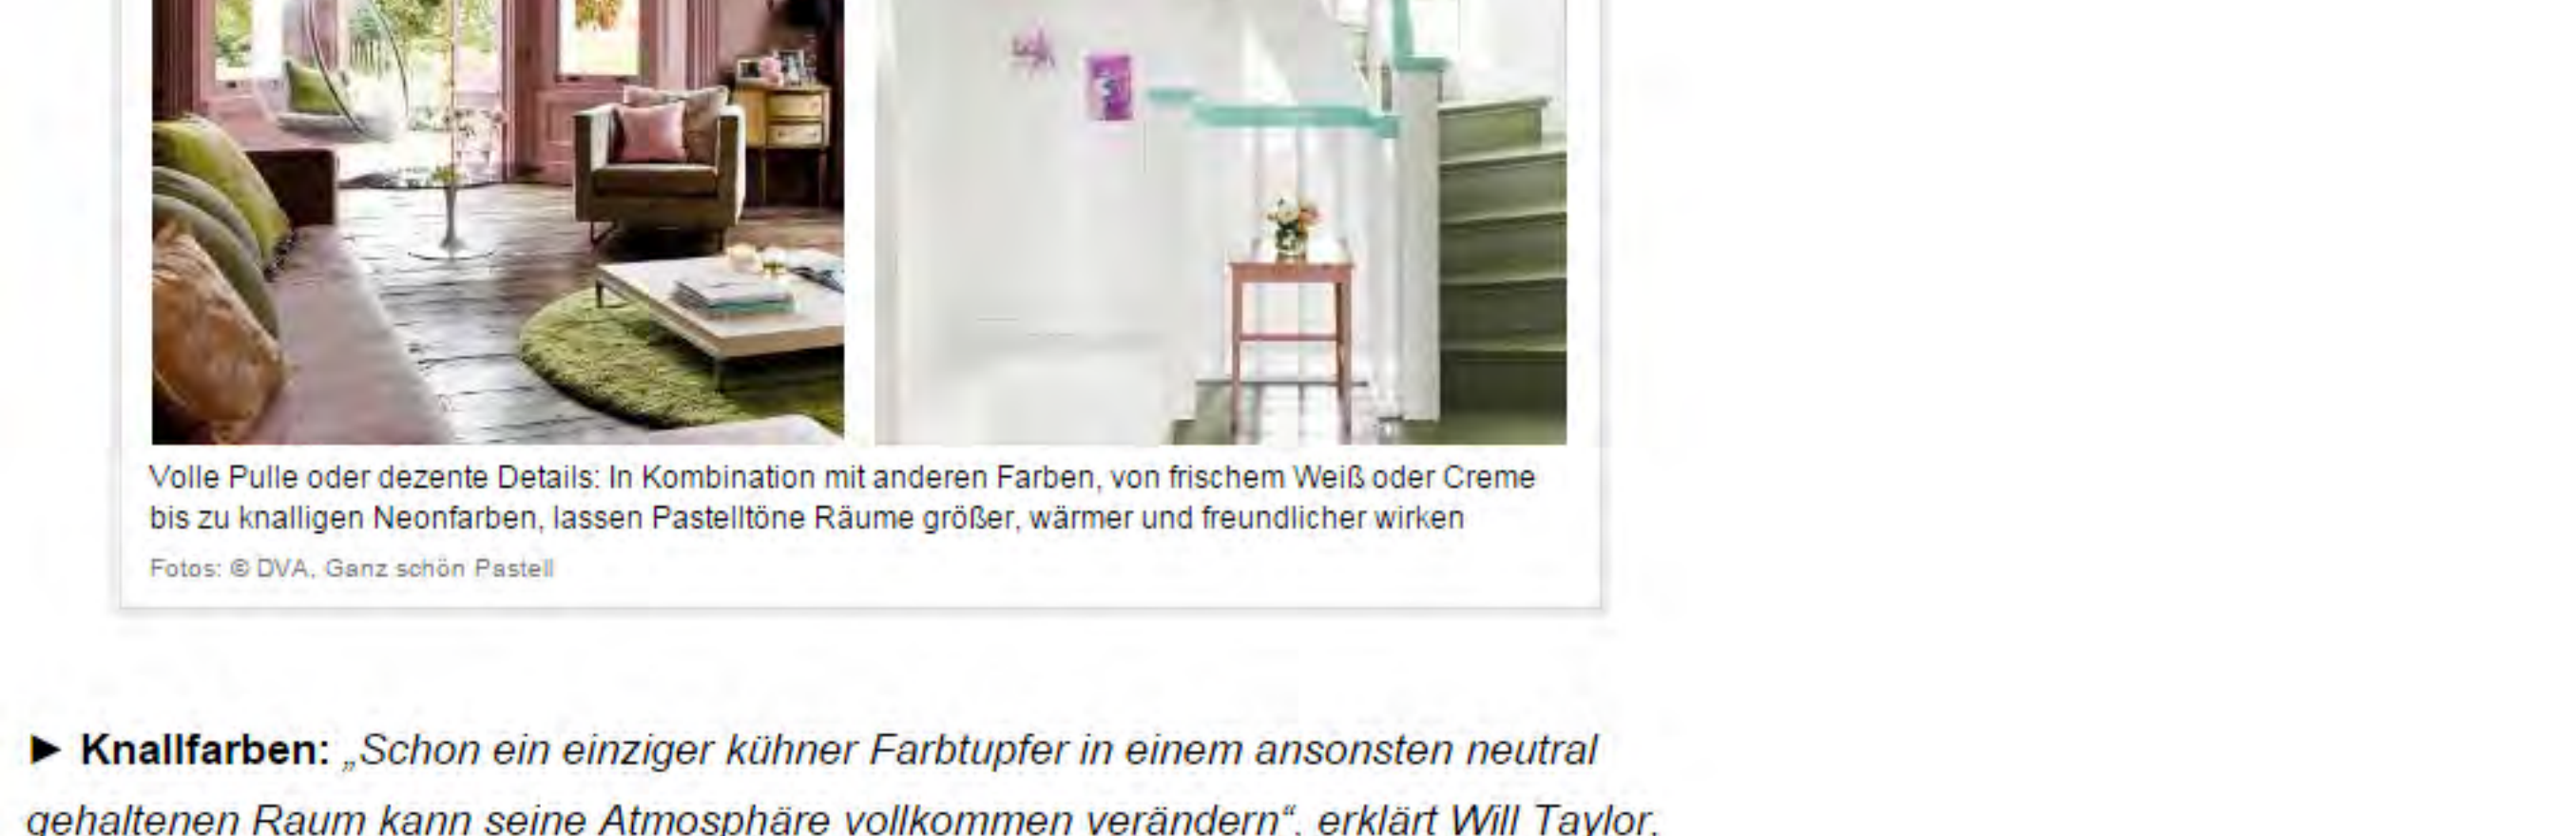 Volle Pulle oder dezente Details: In Kombination mit anderen Farben, von frischem Weiß oder Creme
bis zu knalligen Neonfarben, lassen Pastelltöne Räume größer, wärmer und freundlicher wirken
Fotos: © DVA, Ganz schön Pastell
► Knallfarben: „Schon ein einziger kühner Farbtupfer in einem ansonsten neutral
gehaltenen Raum kann seine Atmosphäre vollkommen verändern“, erklärt Will Taylor.